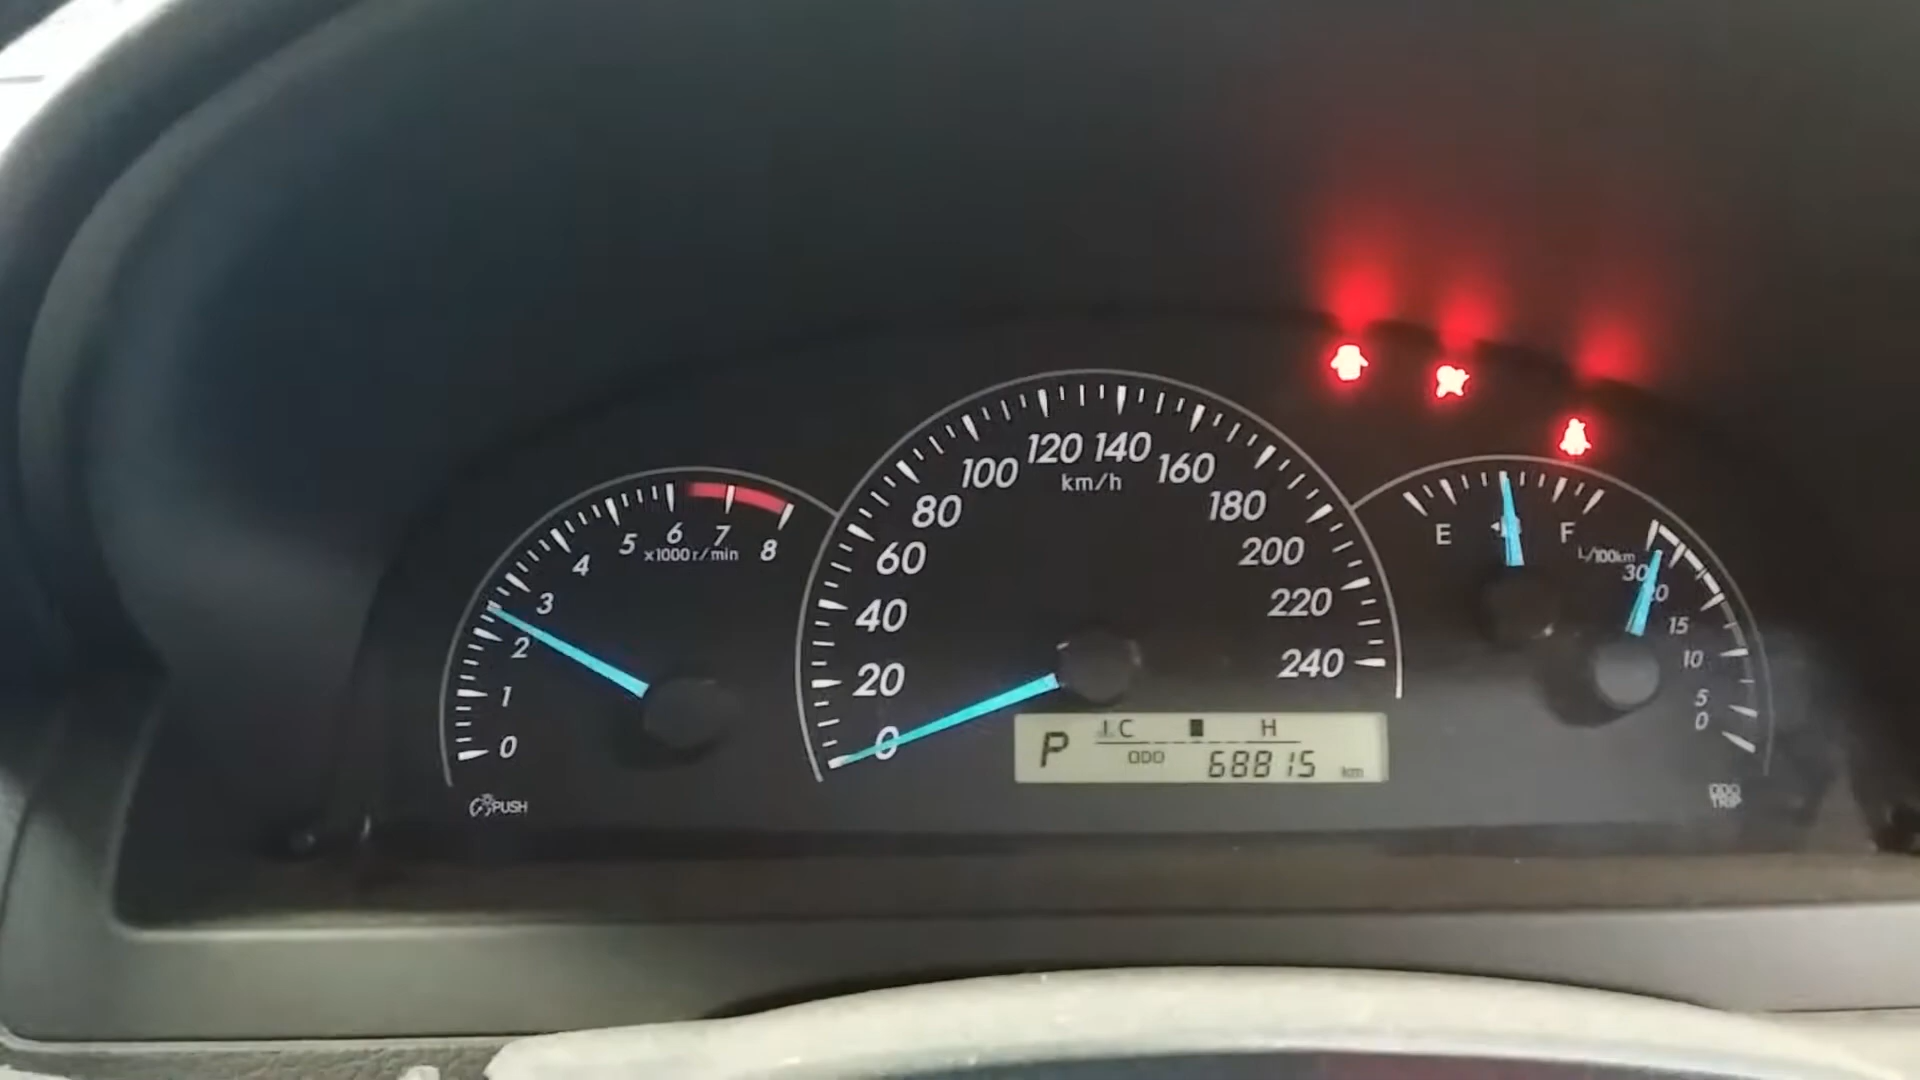 0 1 2 3 4 5 6 7 8
x1000r/min
PUSH
0 20 40 60 80 100 120 140 160 180 200 220 240
km/h
P C H
ODO 68815 km
E F
L/100km
30 20 15 10 5 0
ODO
TRIP